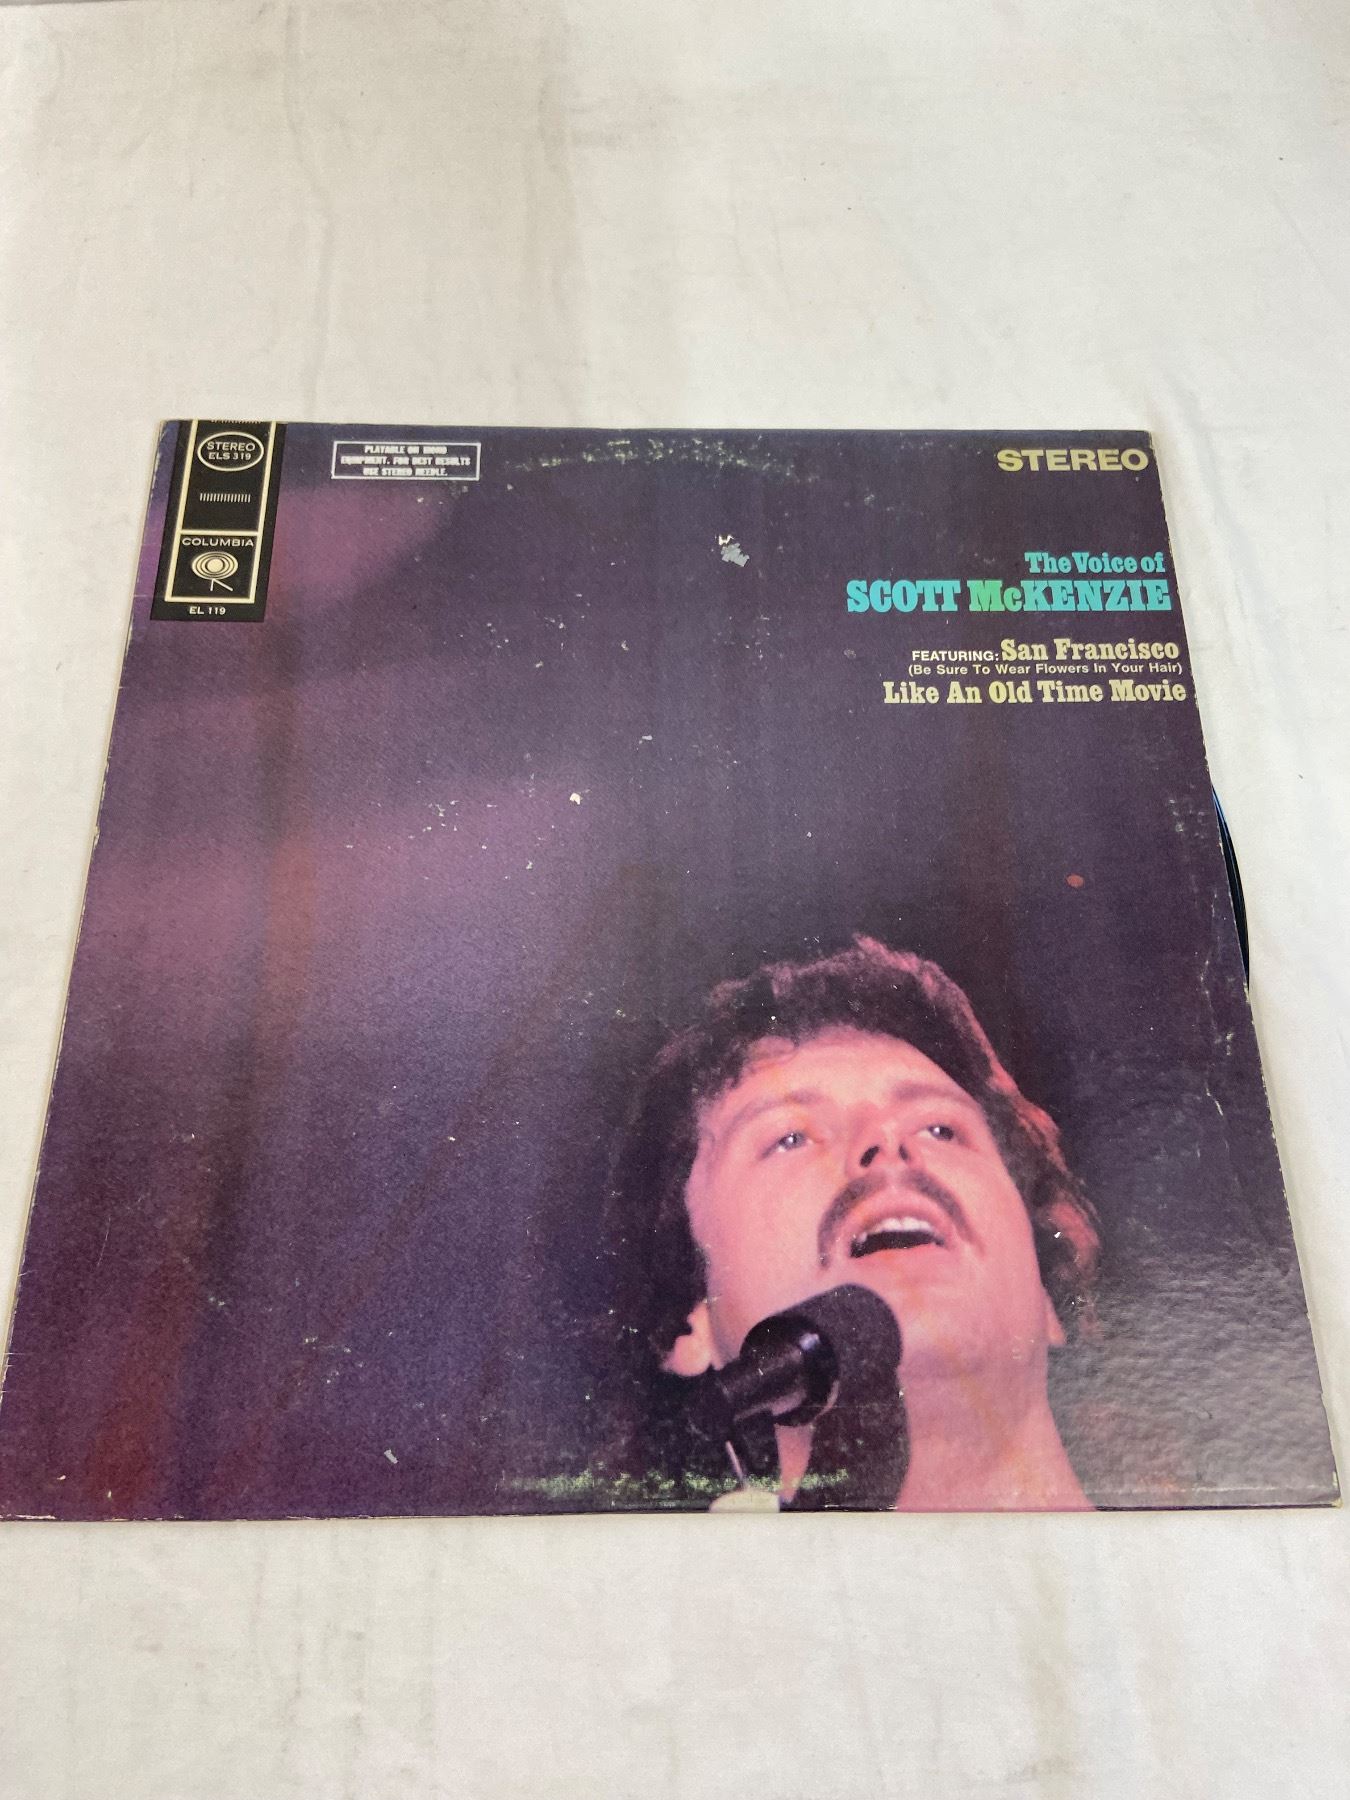 STEREO
ELS 319
COLUMBIA
EL 119
PLAYABLE ON MONO
EQUIPMENT. FOR BEST RESULTS
USE STEREO NEEDLE.
STEREO
The Voice of
SCOTT McKENZIE
FEATURING: San Francisco
(Be Sure To Wear Flowers In Your Hair)
Like An Old Time Movie